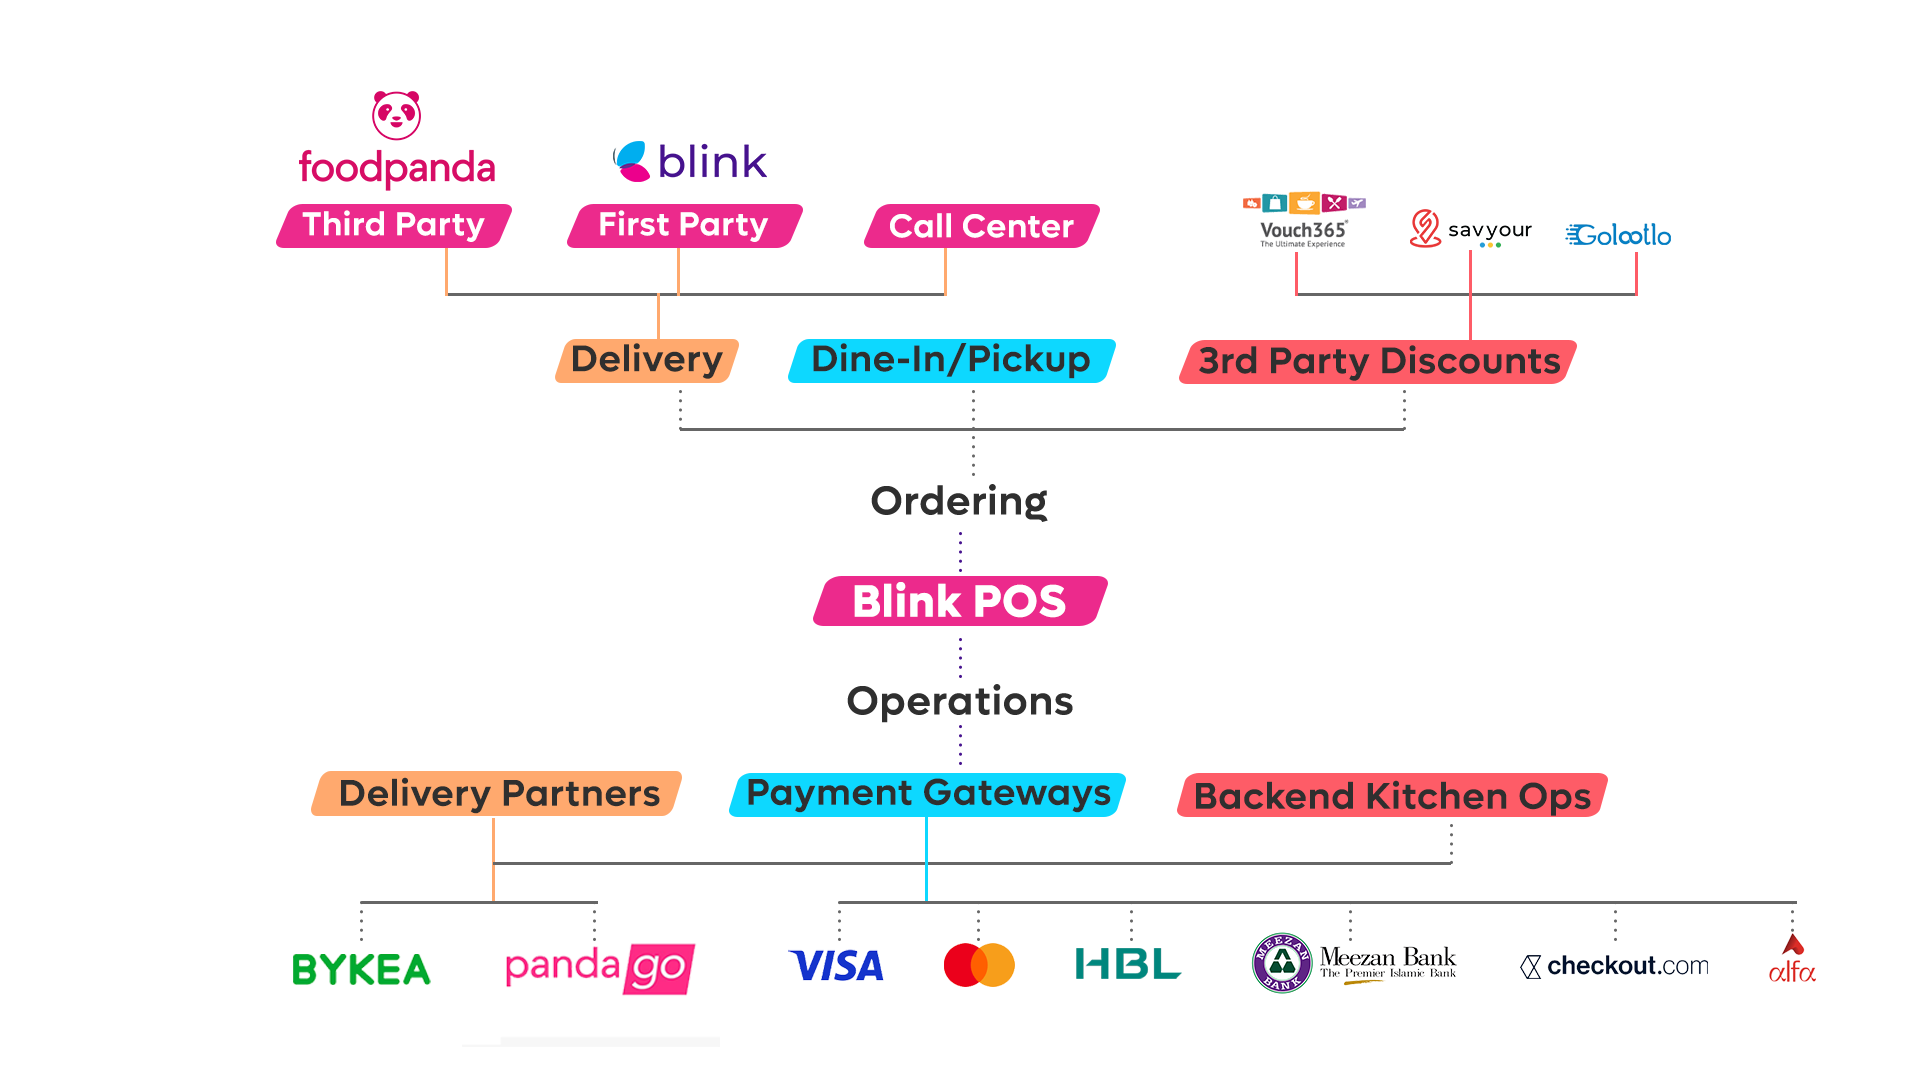 foodpanda
blink
Third Party
First Party
Call Center
Vouch365®
The Ultimate Experience
savyour
Golootlo
Delivery
Dine-In/Pickup
3rd Party Discounts
Ordering
Blink POS
Operations
Delivery Partners
Payment Gateways
Backend Kitchen Ops
BYKEA
pandago
VISA
HBL
MEEZAN BANK
Meezan Bank
The Premier Islamic Bank
checkout.com
alfa